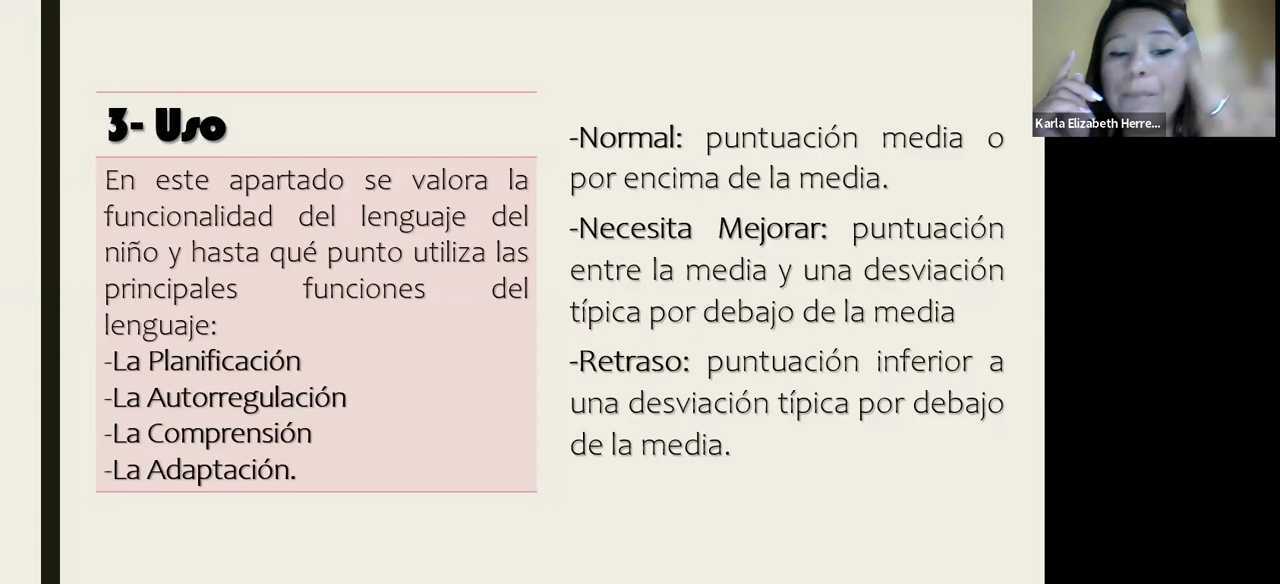 3- Uso
En este apartado se valora la
funcionalidad del lenguaje del
niño y hasta qué punto utiliza las
principales funciones del
lenguaje:
-La Planificación
-La Autorregulación
-La Comprensión
-La Adaptación.
-Normal: puntuación media o
por encima de la media.
-Necesita Mejorar: puntuación
entre la media y una desviación
típica por debajo de la media
-Retraso: puntuación inferior a
una desviación típica por debajo
de la media.
Karla Elizabeth Herre...